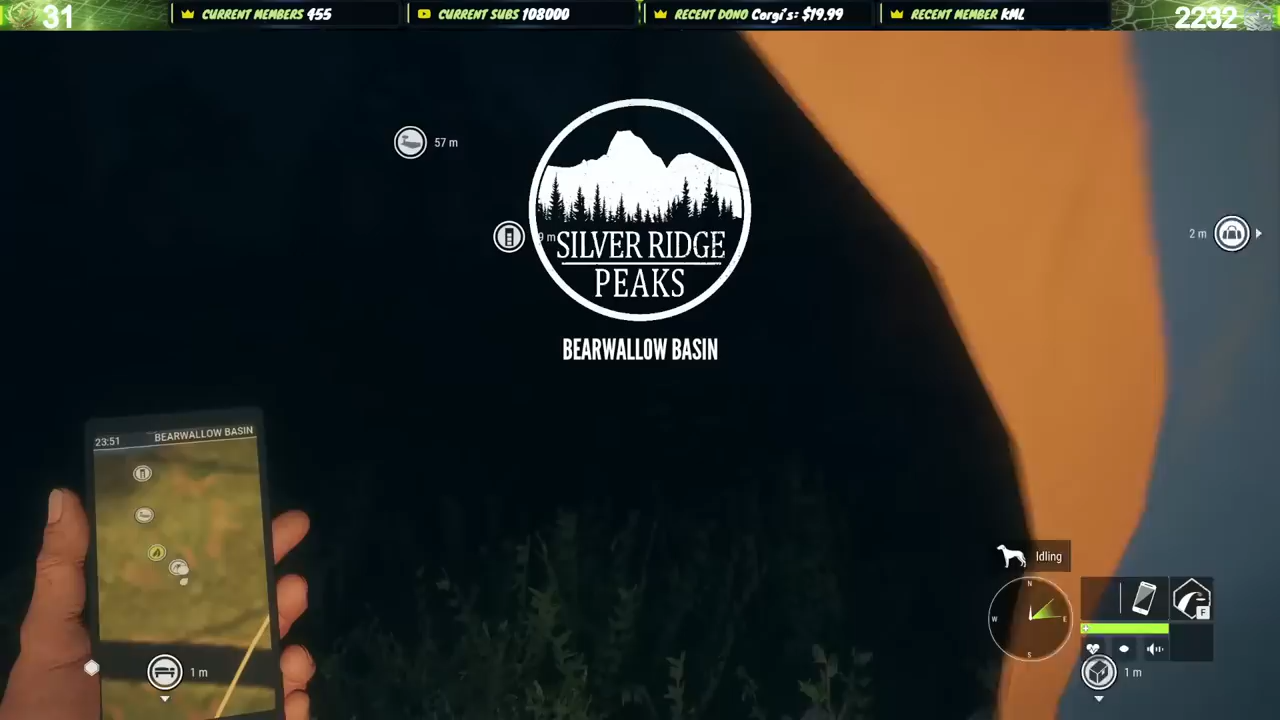 31
CURRENT MEMBERS 455
CURRENT SUBS 108000
RECENT DONO Corgi's: $19.99
RECENT MEMBER KML
2232
57 m
9 m
SILVER RIDGE
PEAKS
2 m
BEARWALLOW BASIN
23:51 BEARWALLOW BASIN
Idling
N
W
E
S
F
1 m
1 m